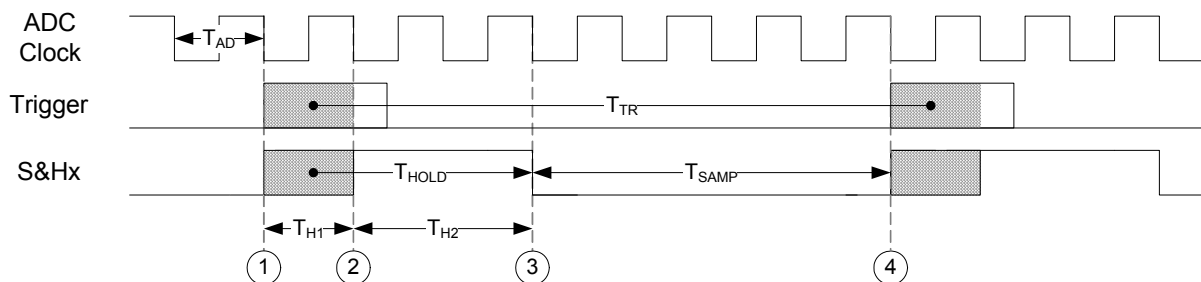 ADC
Clock
T_AD
Trigger
T_TR
S&Hx
T_HOLD
T_SAMP
T_H1
T_H2
1
2
3
4